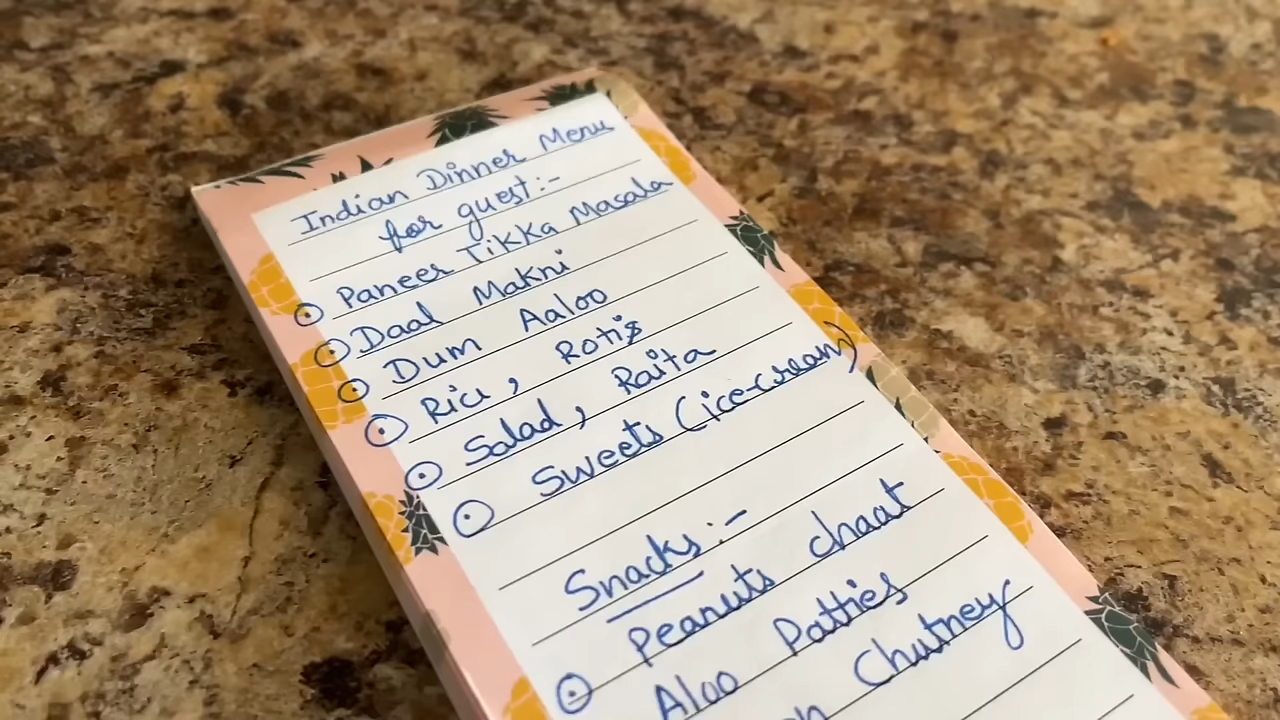 Indian Dinner Menu
for guest:-
Paneer Tikka Masala
Daal Makni
Dum Aaloo
Rice, Rotis
Salad, Raita
Sweets (ice-cream)
Snacks:-
Peanuts chaat
Aloo Patties
Chutney